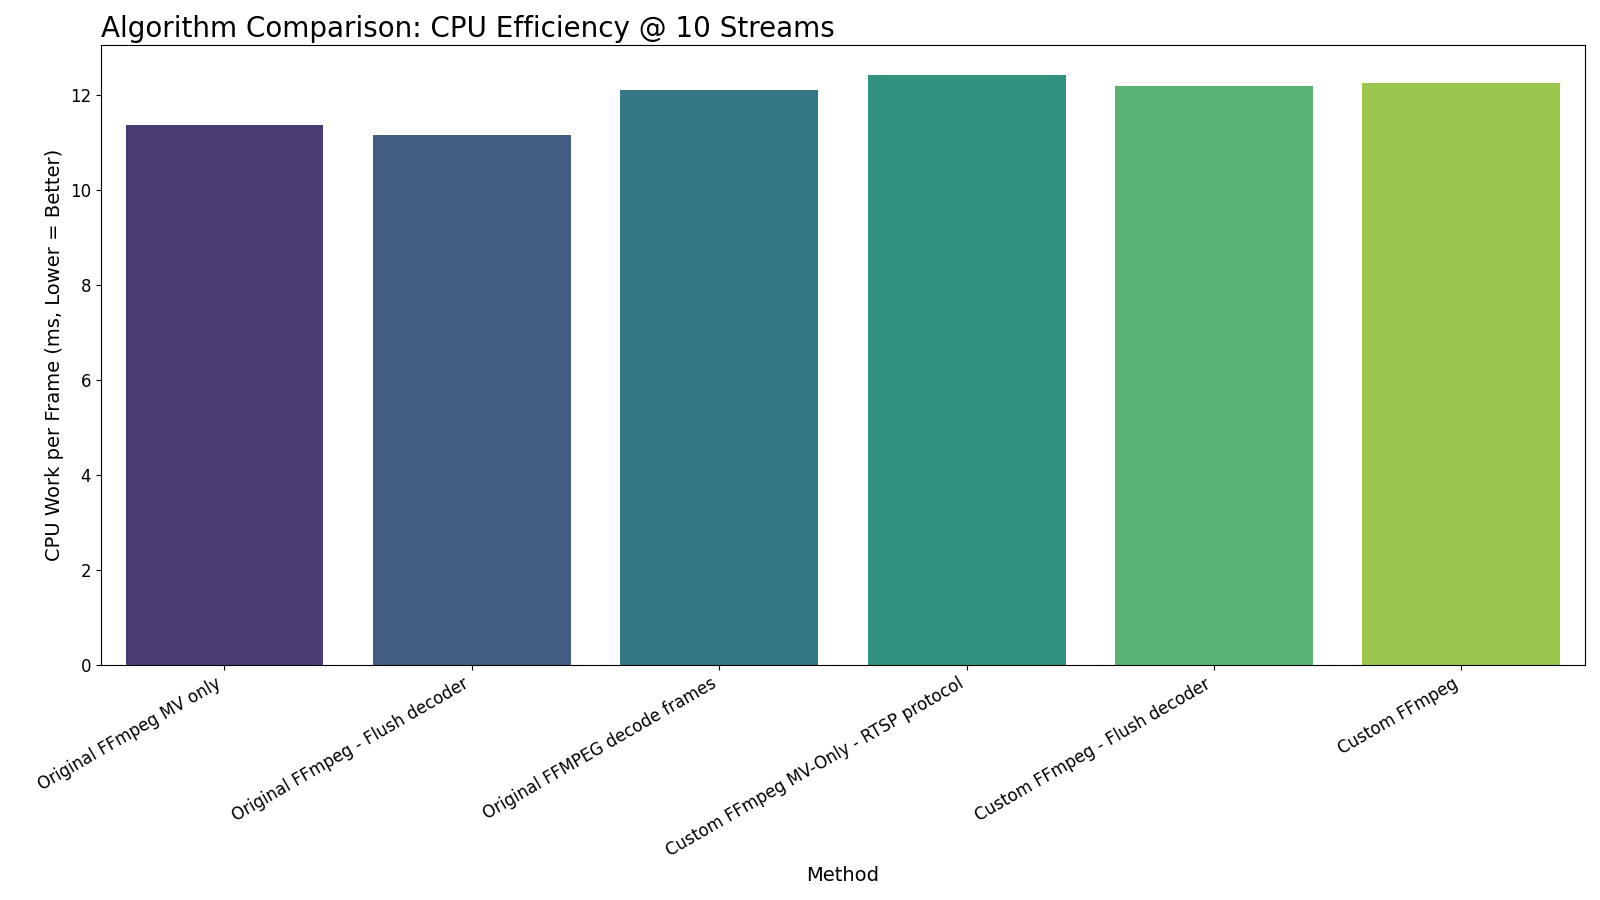 Algorithm Comparison: CPU Efficiency @ 10 Streams
CPU Work per Frame (ms, Lower = Better)
12
10
8
6
4
2
0
Original FFmpeg MV only
Original FFmpeg - Flush decoder
Original FFMPEG decode frames
Custom FFmpeg MV-Only - RTSP protocol
Custom FFmpeg - Flush decoder
Custom FFmpeg
Method